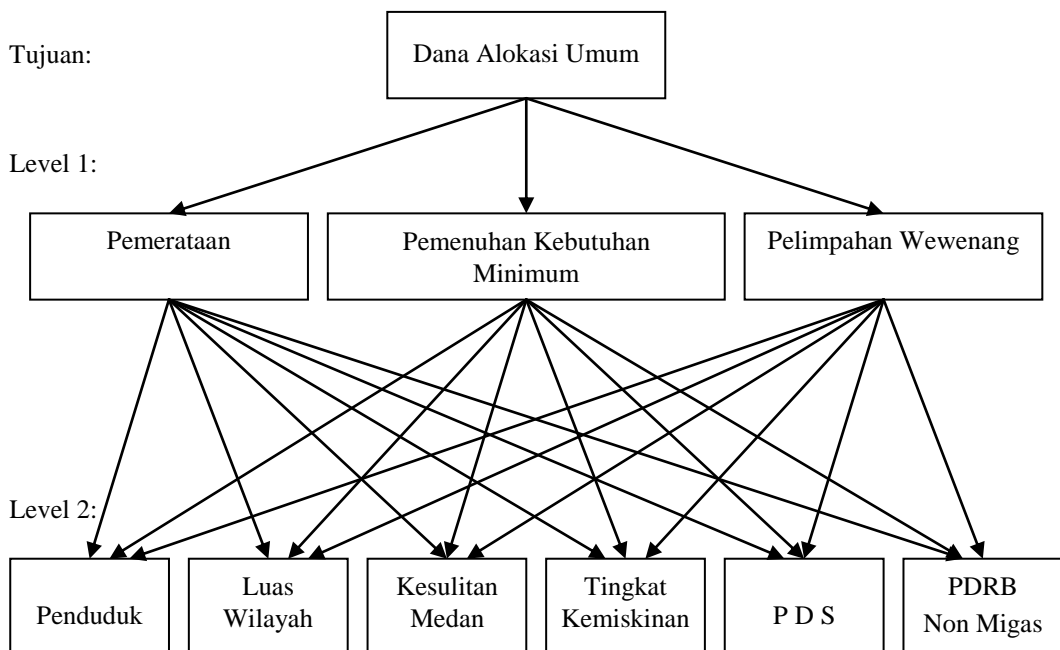 Tujuan:
Dana Alokasi Umum
Level 1:
Pemerataan
Pemenuhan Kebutuhan
Minimum
Pelimpahan Wewenang
Level 2:
Penduduk
Luas
Wilayah
Kesulitan
Medan
Tingkat
Kemiskinan
P D S
PDRB
Non Migas